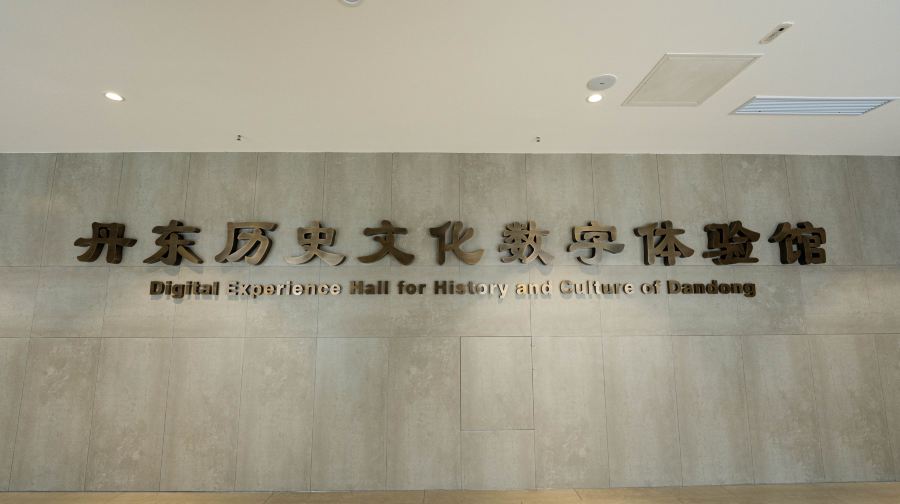 丹东历史文化数字体验馆
Digital Experience Hall for History and Culture of Dandong